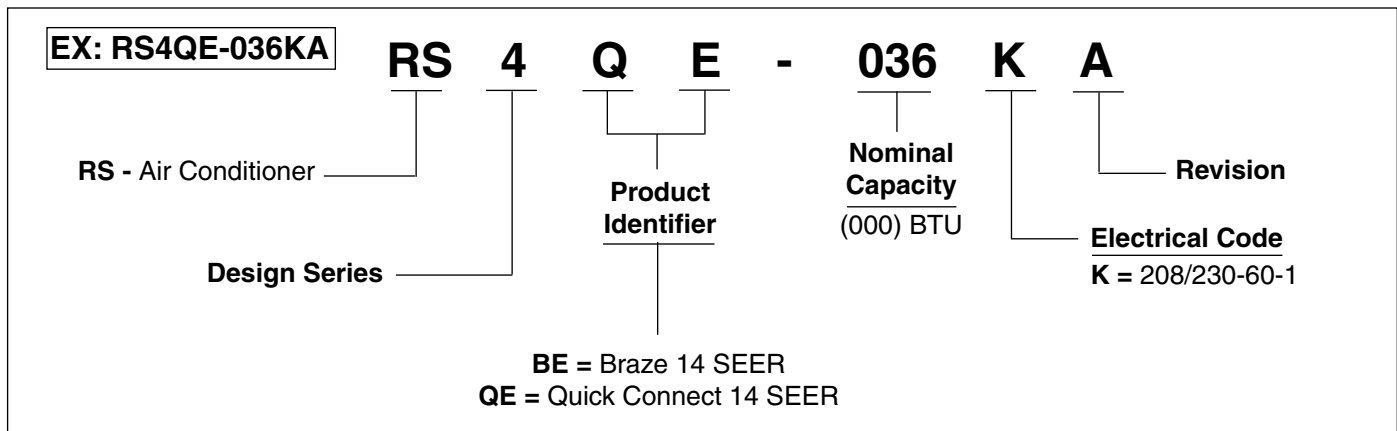 EX: RS4QE-036KA
RS 4 Q E - 036 K A
RS - Air Conditioner
Design Series
Product
Identifier
BE = Braze 14 SEER
QE = Quick Connect 14 SEER
Nominal
Capacity
(000) BTU
Revision
Electrical Code
K = 208/230-60-1